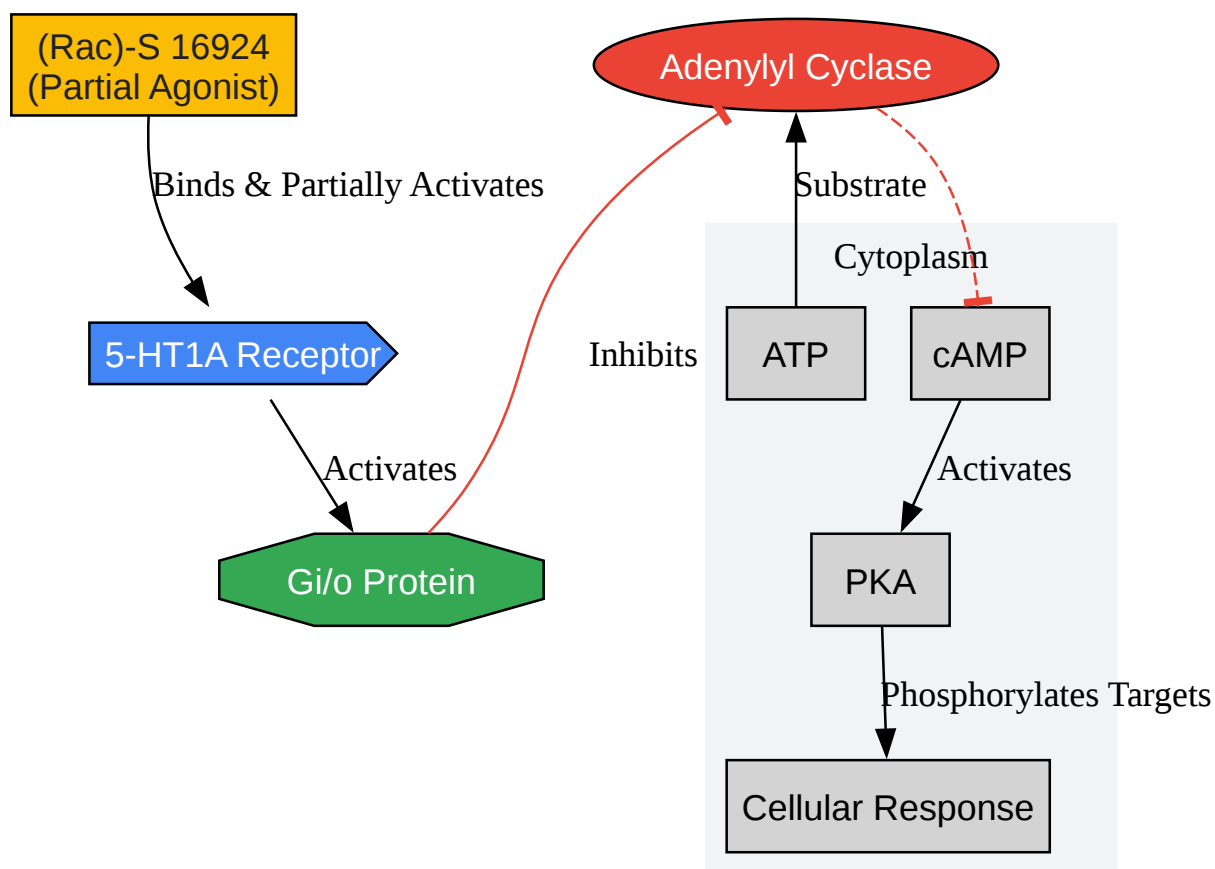 (Rac)-S 16924
(Partial Agonist)
Adenylyl Cyclase
Binds & Partially Activates
Substrate
Cytoplasm
5-HT1A Receptor
Inhibits
ATP
cAMP
Activates
Activates
Gi/o Protein
PKA
Phosphorylates Targets
Cellular Response